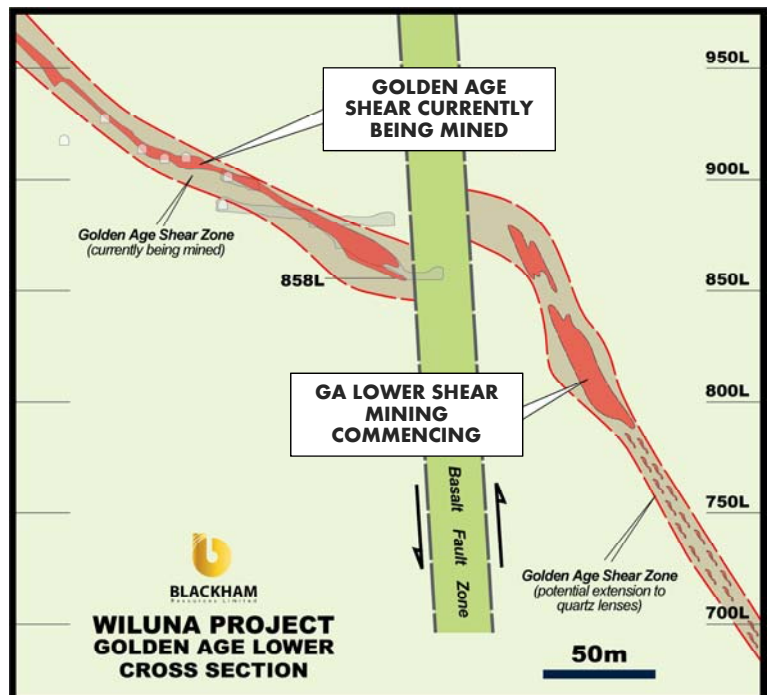 950L
GOLDEN AGE
SHEAR CURRENTLY
BEING MINED
900L
Golden Age Shear Zone
(currently being mined)
858L
850L
GA LOWER SHEAR
MINING
COMMENCING
800L
Basalt Fault Zone
750L
Golden Age Shear Zone
(potential extension to
quartz lenses)
700L
BLACKHAM
Resources Limited
WILUNA PROJECT
GOLDEN AGE LOWER
CROSS SECTION
50m